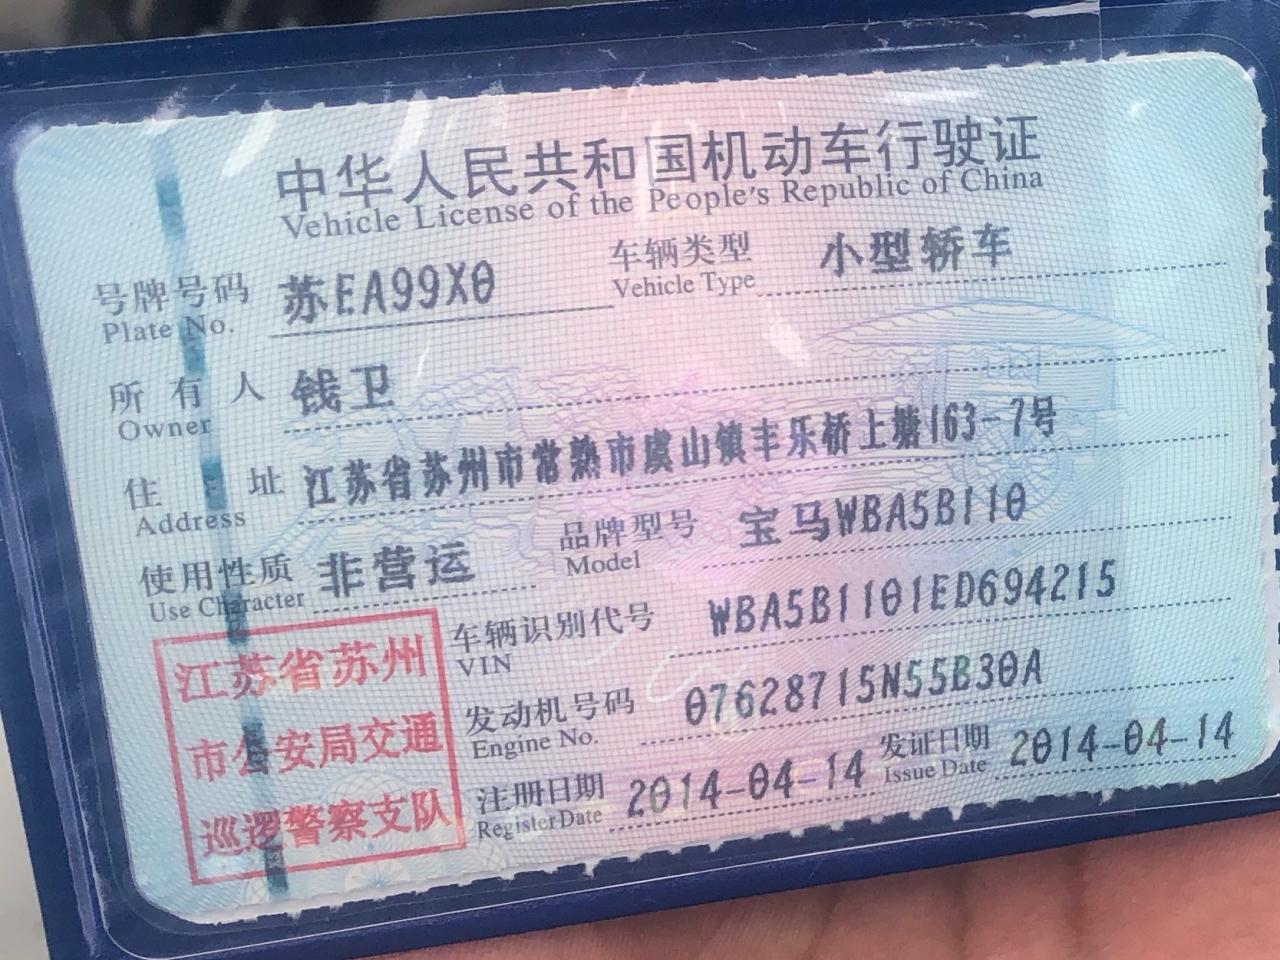 中华人民共和国机动车行驶证
Vehicle License of the People's Republic of China
号牌号码 苏EA99X0 车辆类型 小型轿车
Plate No. Vehicle Type
所有人 钱卫
Owner
住址 江苏省苏州市常熟市虞山镇丰乐桥上塘163-7号
Address
使用性质 非营运 品牌型号 宝马WBA5B110
Use Character Model
车辆识别代号 WBA5B1101ED694215
VIN
发动机号码 07628715N55B30A
Engine No.
注册日期 2014-04-14 发证日期 2014-04-14
Register Date Issue Date
江苏省苏州
市公安局交通
巡逻警察支队